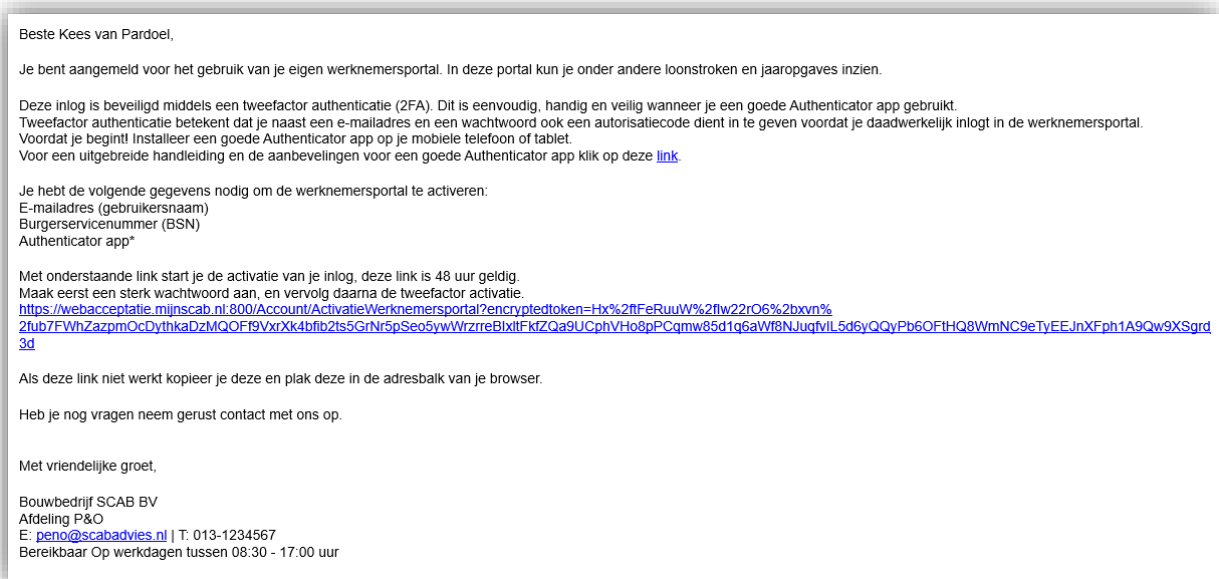 Beste Kees van Pardoel,
Je bent aangemeld voor het gebruik van je eigen werknemersportal. In deze portal kun je onder andere loonstroken en jaaropgaves inzien.
Deze inlog is beveiligd middels een tweefactor authenticatie (2FA). Dit is eenvoudig, handig en veilig wanneer je een goede Authenticator app gebruikt.
Tweefactor authenticatie betekent dat je naast een e-mailadres en een wachtwoord ook een autorisatiecode dient in te geven voordat je daadwerkelijk inlogt in de werknemersportal.
Voordat je begint! Installeer een goede Authenticator app op je mobiele telefoon of tablet.
Voor een uitgebreide handleiding en de aanbevelingen voor een goede Authenticator app klik op deze link.
Je hebt de volgende gegevens nodig om de werknemersportal te activeren:
E-mailadres (gebruikersnaam)
Burgerservicenummer (BSN)
Authenticator app*
Met onderstaande link start je de activatie van je inlog, deze link is 48 uur geldig.
Maak eerst een sterk wachtwoord aan, en vervolg daarna de tweefactor activatie.
https://webacceptatie.mijnscab.nl:800/Account/ActivatieWerknemersportal?encryptedtoken=Hx%2ftFeRuuW%2flw22rO6%2bxvn%
2fub7FWhZazpmOcDythkaDzMQOFf9VxrXk4bfib2ts5GrNr5pSeo5ywWrzrreBlxltFkfZQa9UCphVHo8pPCqmw85d1q6aWf8NJuqfvlL5d6yQQyPb6OFtHQ8WmNC9eTyEEJnXFph1A9Qw9XSgrd
3d
Als deze link niet werkt kopieer je deze en plak deze in de adresbalk van je browser.
Heb je nog vragen neem gerust contact met ons op.
Met vriendelijke groet,
Bouwbedrijf SCAB BV
Afdeling P&O
E: peno@scabadvies.nl | T: 013-1234567
Bereikbaar Op werkdagen tussen 08:30 - 17:00 uur